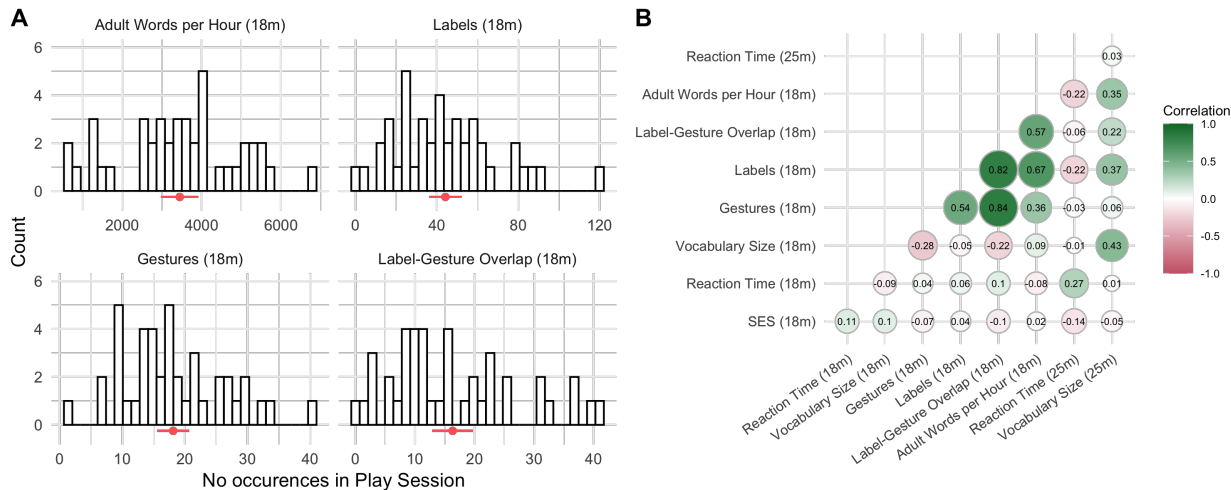 A
Adult Words per Hour (18m)
Labels (18m)
6
4
2
0
2000
4000
6000
0
40
80
120
Count
Gestures (18m)
Label-Gesture Overlap (18m)
6
4
2
0
0
10
20
30
40
0
10
20
30
40
No occurences in Play Session
B
Reaction Time (25m)
0.03
Adult Words per Hour (18m)
-0.22
0.35
Label-Gesture Overlap (18m)
0.57
-0.06
0.22
Labels (18m)
0.82
0.67
-0.22
0.37
Gestures (18m)
0.54
0.84
0.36
-0.03
0.06
Vocabulary Size (18m)
-0.28
-0.05
-0.22
0.09
-0.01
0.43
Reaction Time (18m)
-0.09
0.04
0.06
0.1
-0.08
0.27
0.01
SES (18m)
0.11
0.1
-0.07
0.04
-0.1
0.02
-0.14
-0.05
Reaction Time (18m)
Vocabulary Size (18m)
Gestures (18m)
Labels (18m)
Label-Gesture Overlap (18m)
Adult Words per Hour (18m)
Reaction Time (25m)
Vocabulary Size (25m)
Correlation
1.0
0.5
0.0
-0.5
-1.0